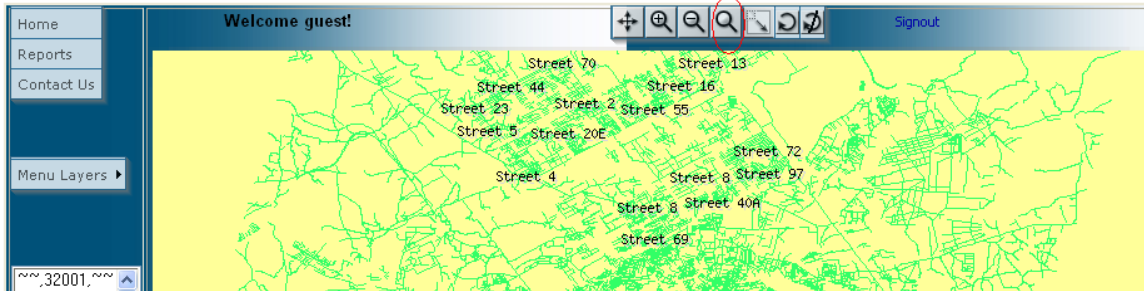 Home
Reports
Contact Us
Menu Layers
~~,32001,~~
Welcome guest!
Signout
Street 70
Street 13
Street 44
Street 16
Street 23
Street 2
Street 55
Street 5
Street 20E
Street 72
Street 4
Street 8
Street 97
Street 8
Street 40A
Street 69